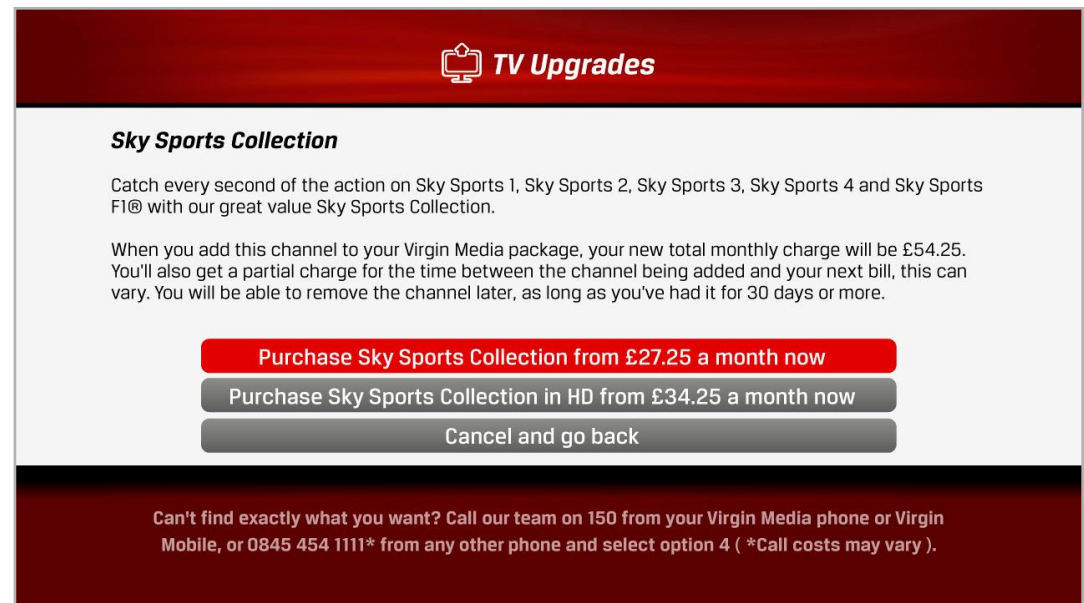 TV Upgrades
Sky Sports Collection
Catch every second of the action on Sky Sports 1, Sky Sports 2, Sky Sports 3, Sky Sports 4 and Sky Sports
F1® with our great value Sky Sports Collection.
When you add this channel to your Virgin Media package, your new total monthly charge will be £54.25.
You'll also get a partial charge for the time between the channel being added and your next bill, this can
vary. You will be able to remove the channel later, as long as you've had it for 30 days or more.
Purchase Sky Sports Collection from £27.25 a month now
Purchase Sky Sports Collection in HD from £34.25 a month now
Cancel and go back
Can't find exactly what you want? Call our team on 150 from your Virgin Media phone or Virgin
Mobile, or 0845 454 1111* from any other phone and select option 4 ( *Call costs may vary ).